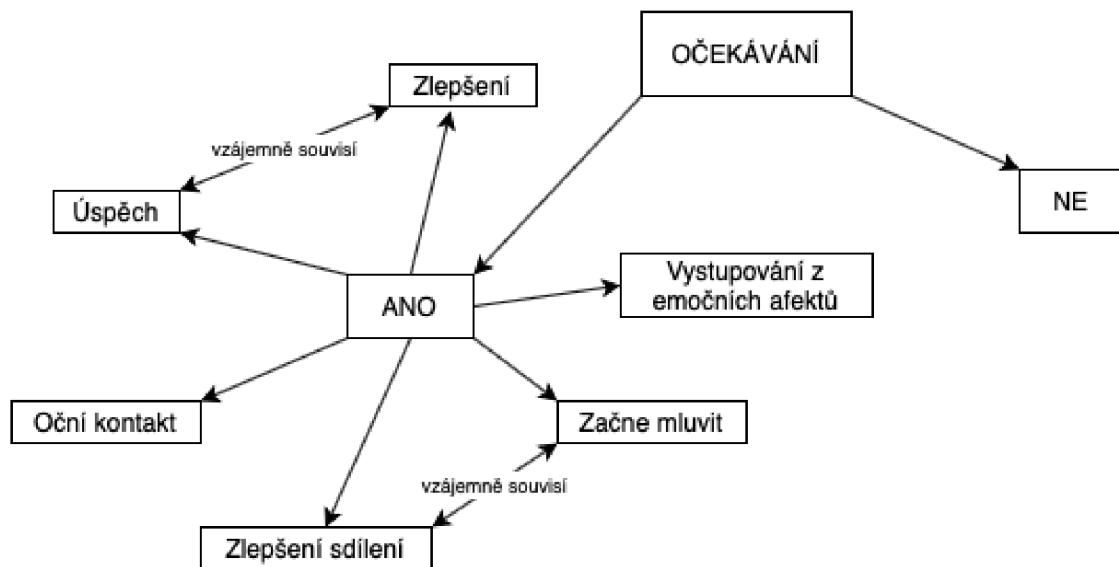 OČEKÁVÁNÍ
Zlepšení
vzájemně souvisí
Úspěch
NE
Vystupování z
emočních afektů
ANO
Oční kontakt
Začne mluvit
vzájemně souvisí
Zlepšení sdílení